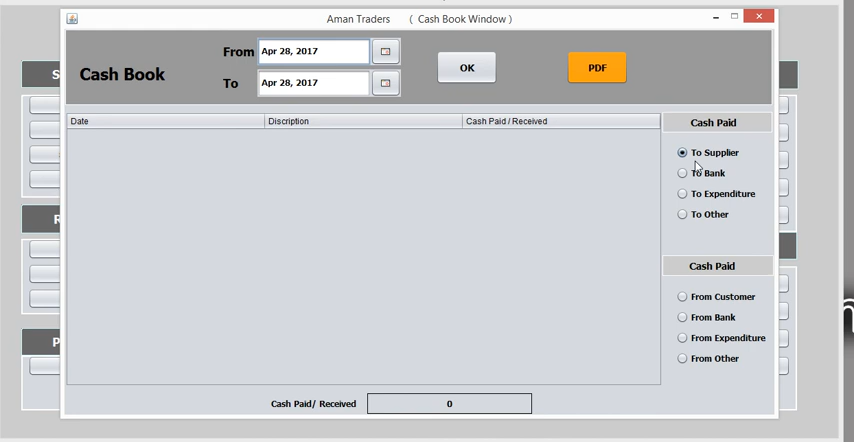 Aman Traders ( Cash Book Window )
Cash Book
From Apr 28, 2017
To Apr 28, 2017
OK
PDF
Date Discription Cash Paid / Received
Cash Paid
To Supplier
To Bank
To Expenditure
To Other
Cash Paid
From Customer
From Bank
From Expenditure
From Other
Cash Paid/ Received 0
S
R
P